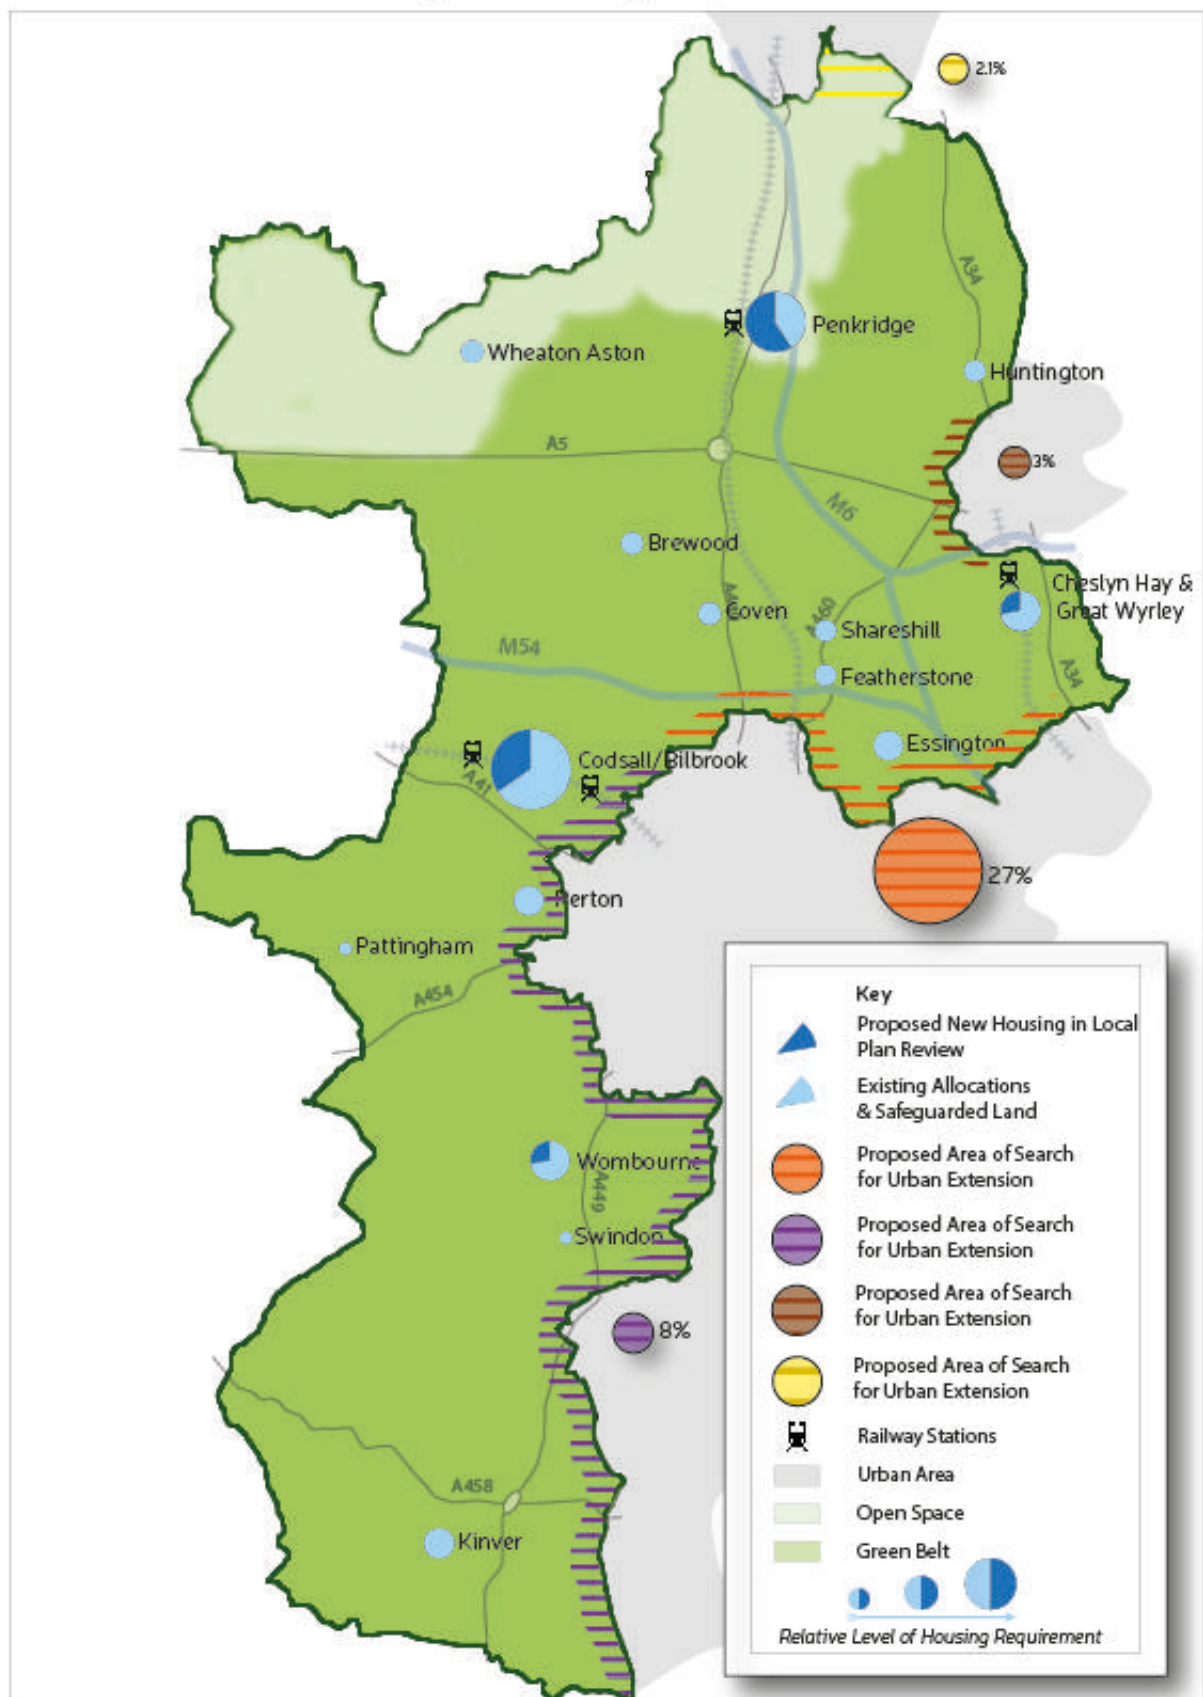 2.1%
A34
Penkridge
Wheaton Aston
Huntington
A5
3%
M6
Brewood
Cheslyn Hay &
Great Wyrley
Coven
A460
Shareshill
M54
Featherstone
A34
Essington
Codsall/Bilbrook
A41
27%
Perton
Pattingham
A454
Wombourne
A449
Swindon
8%
A458
Kinver
Key
Proposed New Housing in Local
Plan Review
Existing Allocations
& Safeguarded Land
Proposed Area of Search
for Urban Extension
Proposed Area of Search
for Urban Extension
Proposed Area of Search
for Urban Extension
Proposed Area of Search
for Urban Extension
Railway Stations
Urban Area
Open Space
Green Belt
Relative Level of Housing Requirement